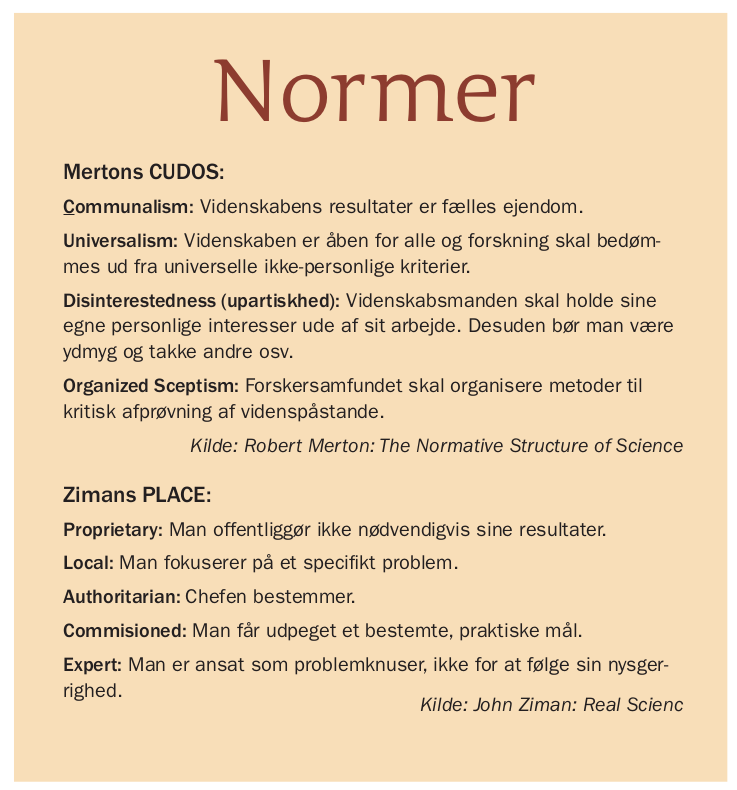 Normer
Mertons CUDOS:
Communalism: Videnskabens resultater er fælles ejendom.
Universalism: Videnskaben er åben for alle og forskning skal bedøm-
mes ud fra universelle ikke-personlige kriterier.
Disinterestedness (upartiskhed): Videnskabsmanden skal holde sine
egne personlige interesser ude af sit arbejde. Desuden bør man være
ydmyg og takke andre osv.
Organized Sceptism: Forskersamfundet skal organisere metoder til
kritisk afprøvning af videnspåstande.
Kilde: Robert Merton: The Normative Structure of Science
Zimans PLACE:
Proprietary: Man offentliggør ikke nødvendigvis sine resultater.
Local: Man fokuserer på et specifikt problem.
Authoritarian: Chefen bestemmer.
Commisioned: Man får udpeget et bestemte, praktiske mål.
Expert: Man er ansat som problemknuser, ikke for at følge sin nysger-
righed.
Kilde: John Ziman: Real Scienc